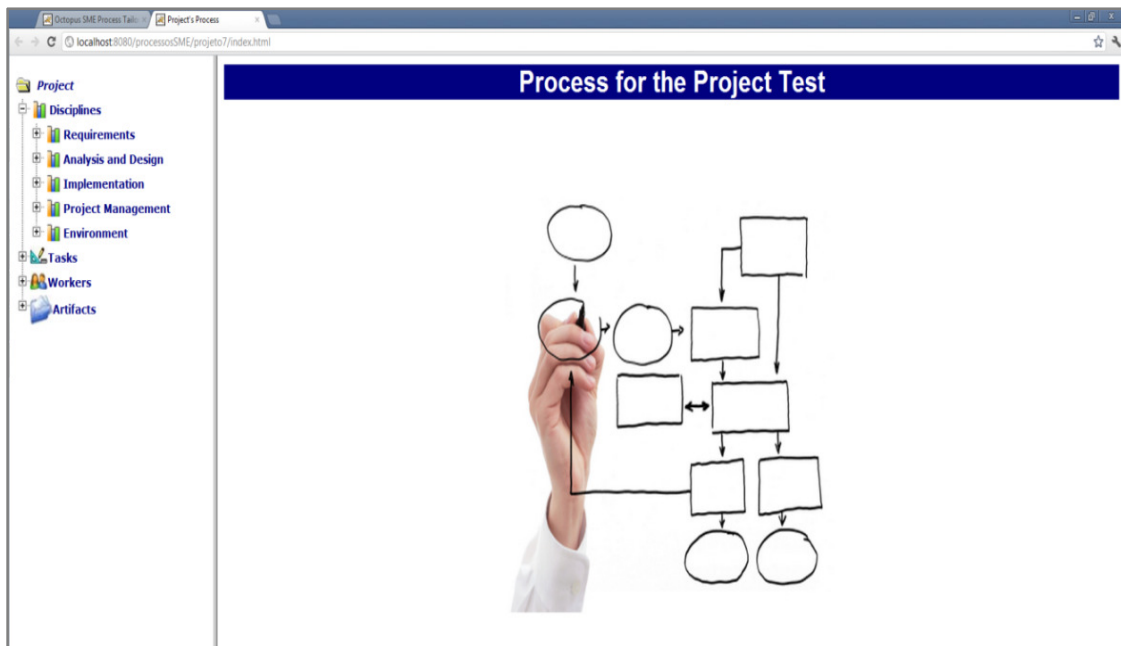 Octopus SME Process Tailo
Project's Process
localhost:8080/processosSME/projeto7/index.html
Project
Disciplines
Requirements
Analysis and Design
Implementation
Project Management
Environment
Tasks
Workers
Artifacts
Process for the Project Test